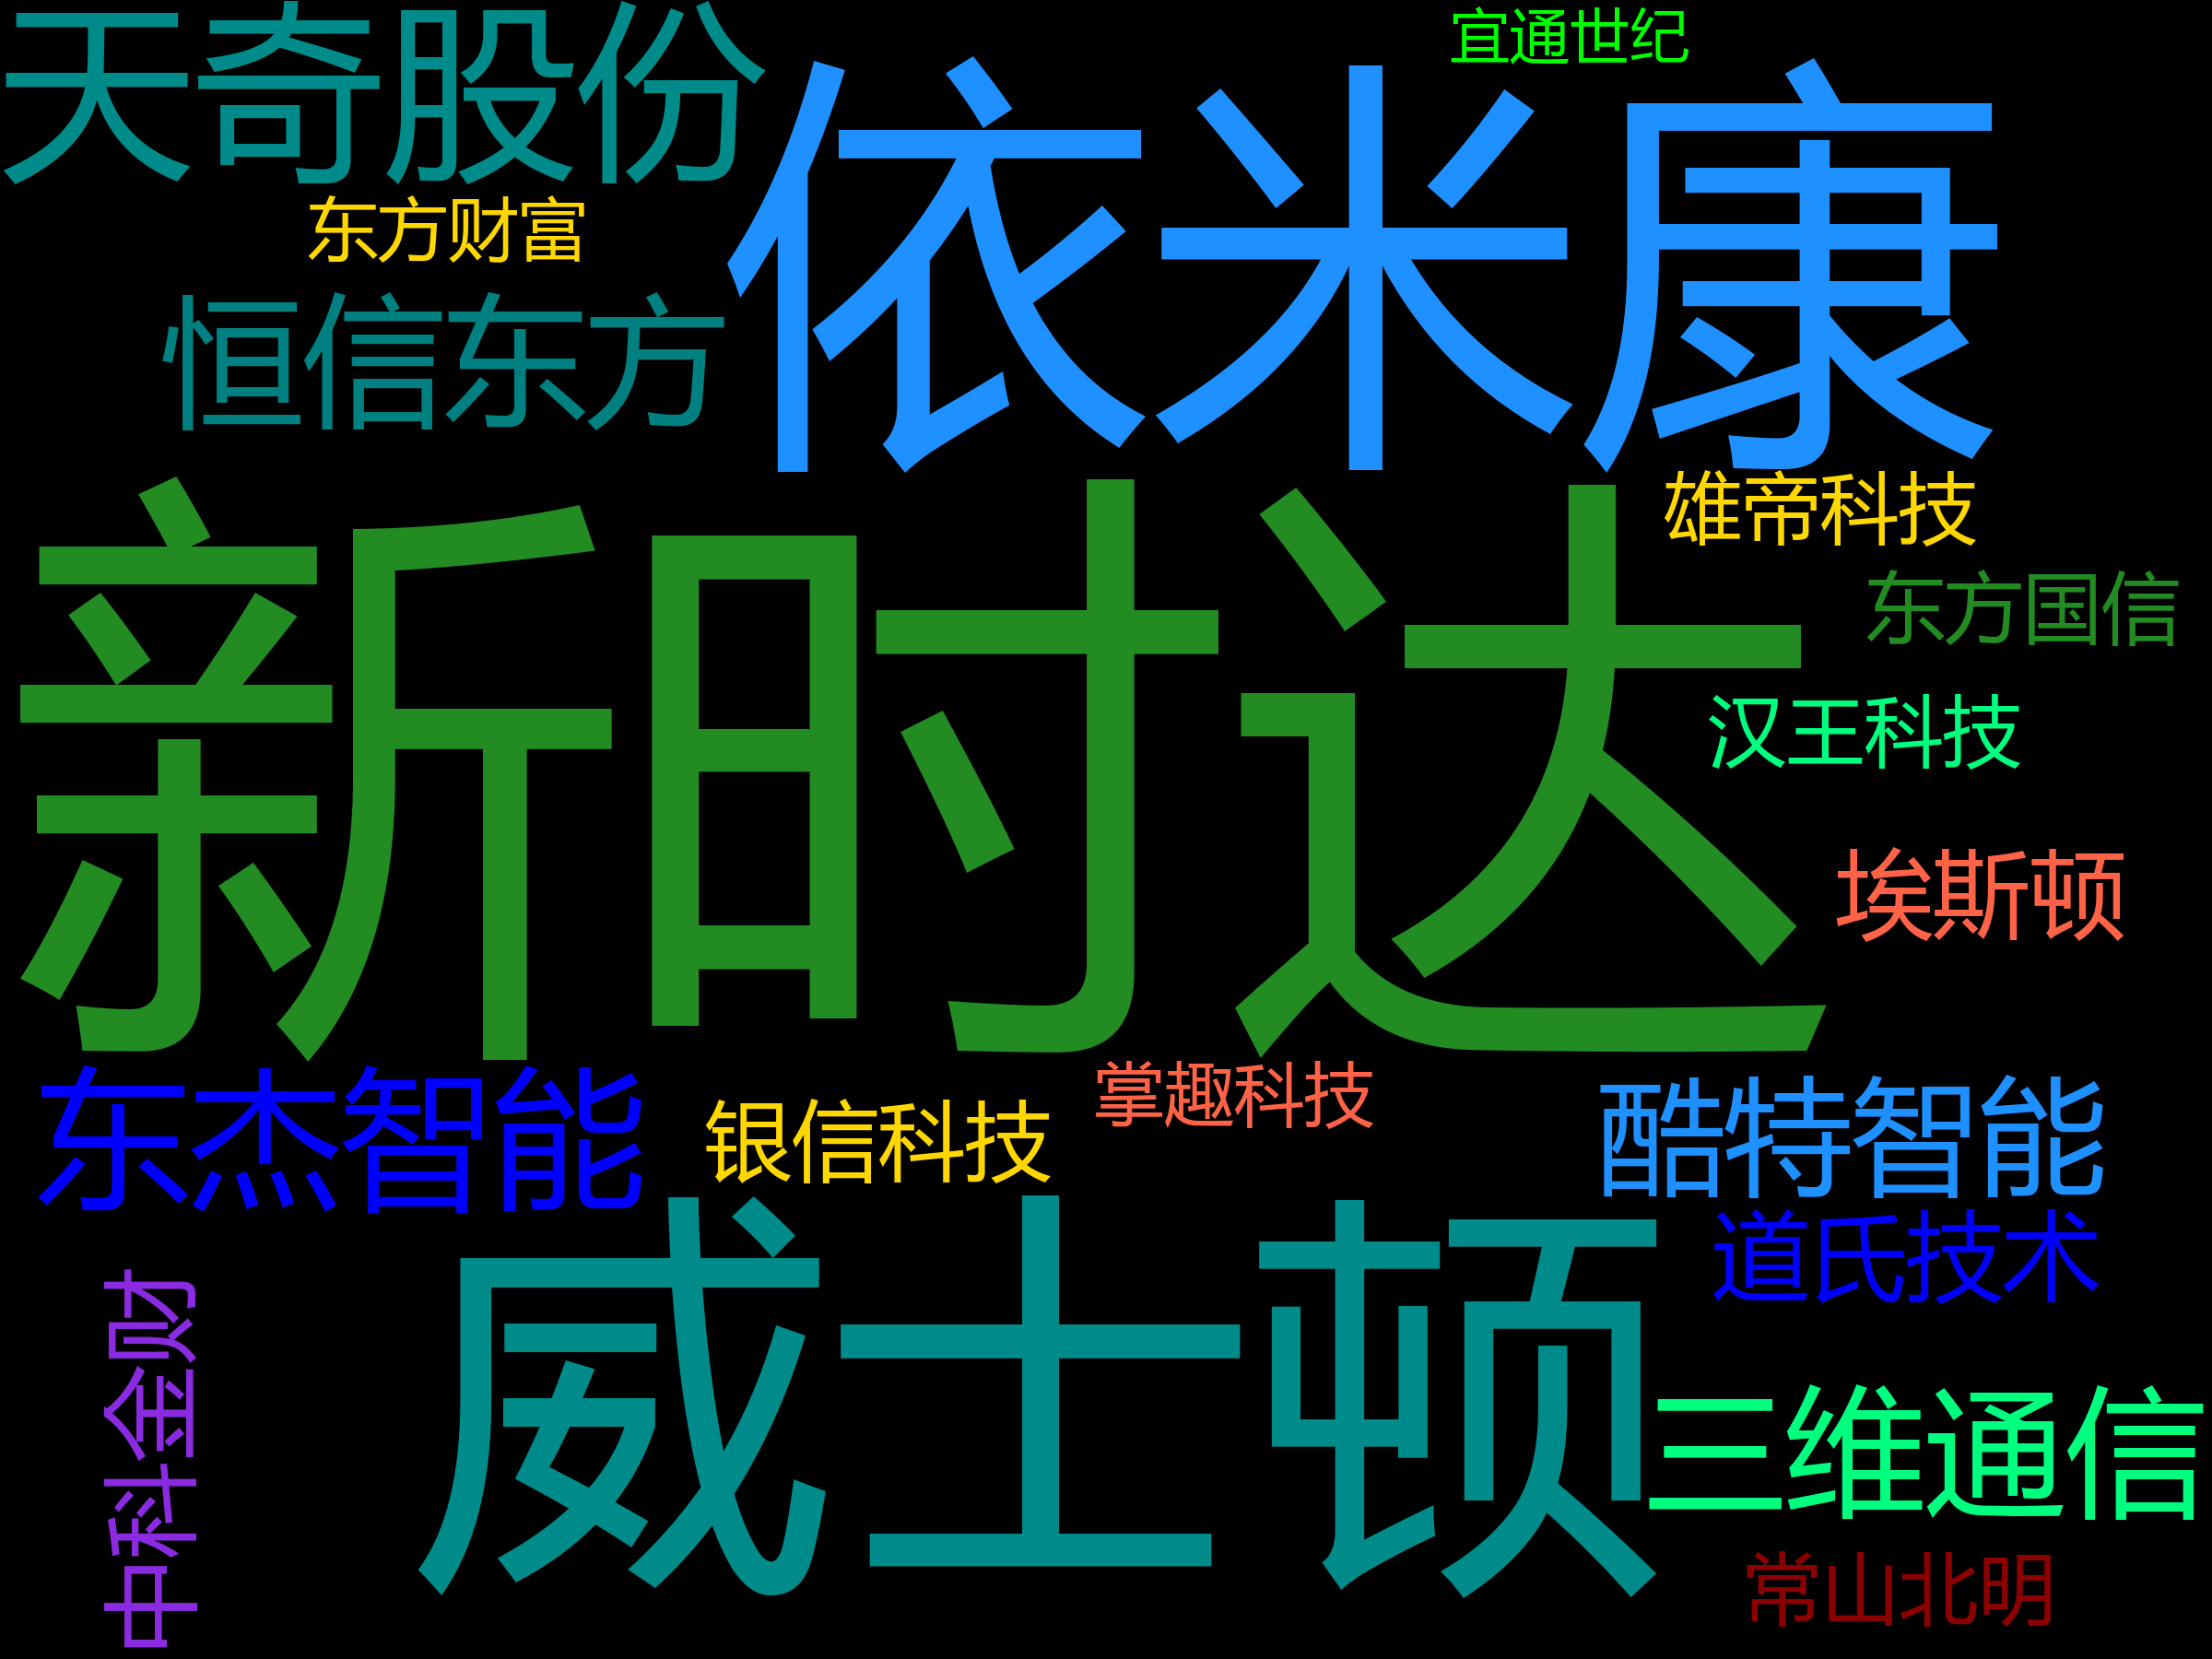 宜通世纪
天奇股份
依米康
东方财富
恒信东方
雄帝科技
新时达
东方国信
汉王科技
埃斯顿
东杰智能
掌趣科技
银信科技
酷特智能
道氏技术
威士顿
中科金财
三维通信
常山北明